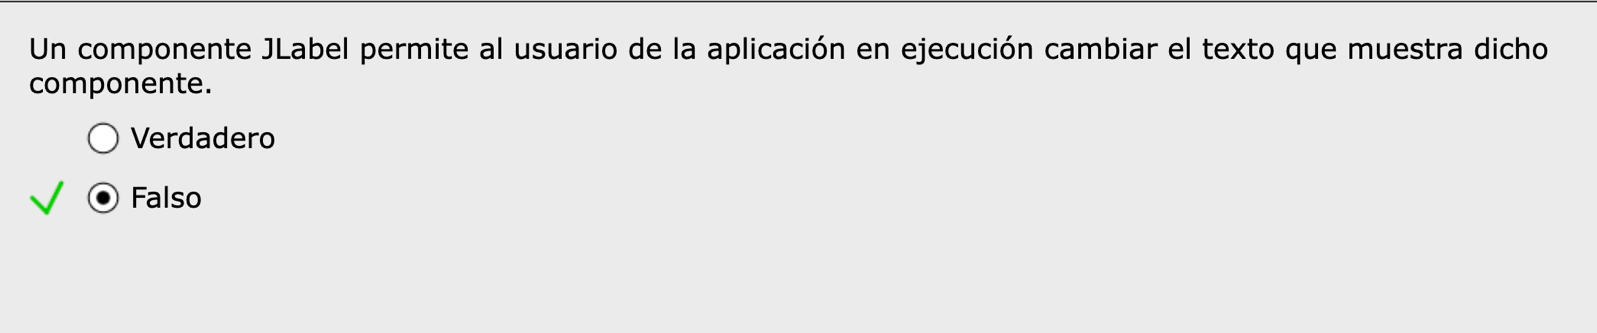 Un componente JLabel permite al usuario de la aplicación en ejecución cambiar el texto que muestra dicho
componente.
Verdadero
Falso